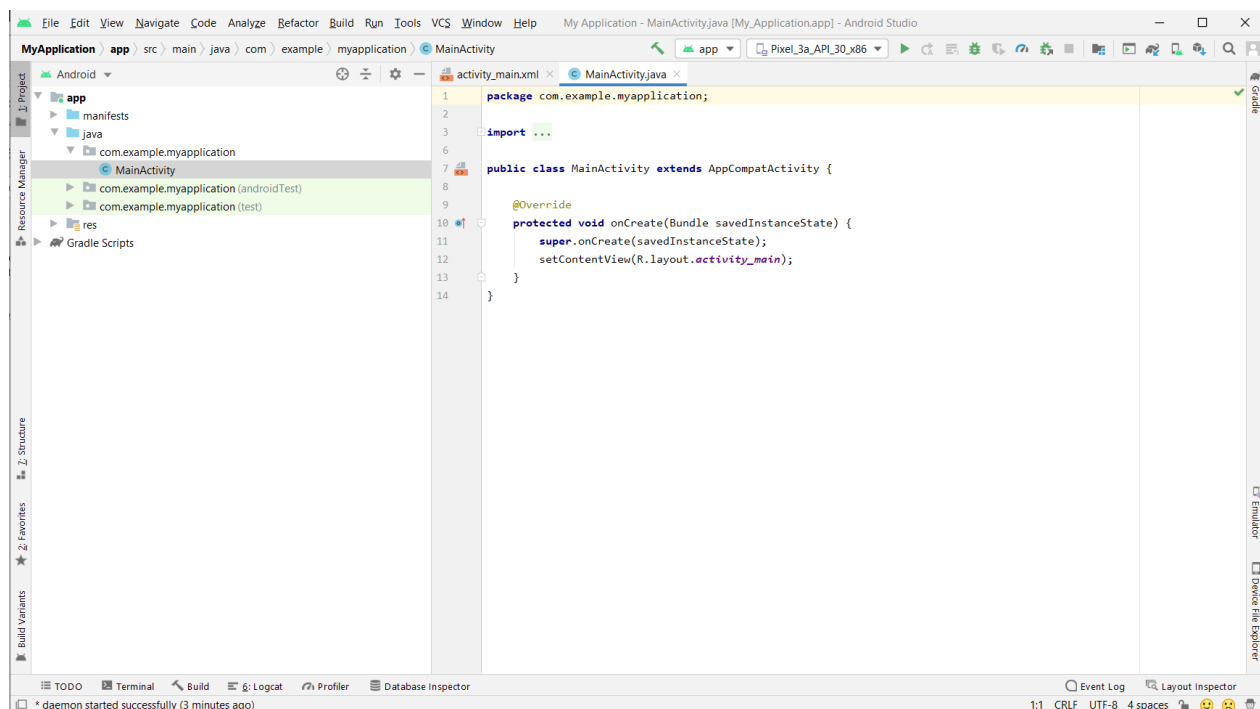 File Edit View Navigate Code Analyze Refactor Build Run Tools VCS Window Help My Application - MainActivity.java [My_Application.app] - Android Studio
MyApplication app src main java com example myapplication MainActivity app Pixel_3a_API_30_x86
Android
activity_main.xml MainActivity.java
app
manifests
java
com.example.myapplication
MainActivity
com.example.myapplication (androidTest)
com.example.myapplication (test)
res
Gradle Scripts
1 package com.example.myapplication;
2
3 import ...
6
7 public class MainActivity extends AppCompatActivity {
8
9 @Override
10 protected void onCreate(Bundle savedInstanceState) {
11 super.onCreate(savedInstanceState);
12 setContentView(R.layout.activity_main);
13 }
14 }
1: Project
Resource Manager
7: Structure
2: Favorites
Build Variants
Gradle
Emulator
Device File Explorer
TODO Terminal Build 6: Logcat Profiler Database Inspector Event Log Layout Inspector
* daemon started successfully (3 minutes ago) 1:1 CRLF UTF-8 4 spaces